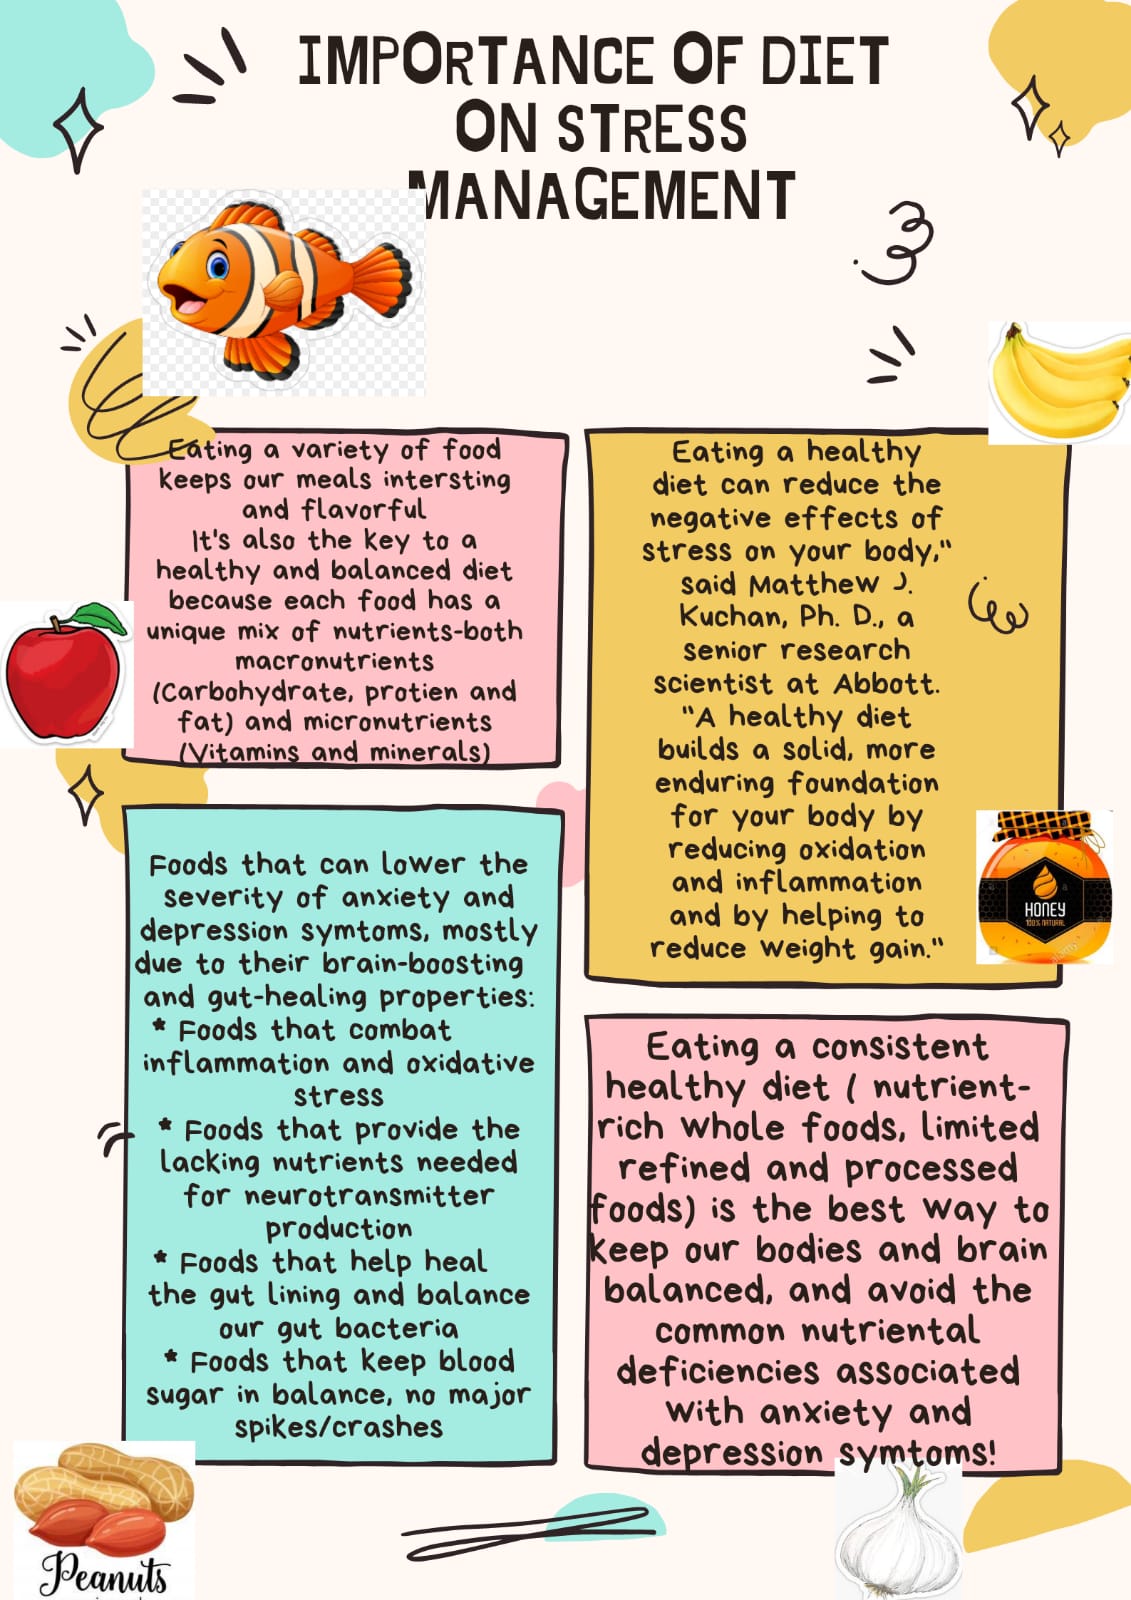 IMPORTANCE OF DIET
ON STRESS
MANAGEMENT
Eating a variety of food
keeps our meals intersting
and flavorful
It's also the key to a
healthy and balanced diet
because each food has a
unique mix of nutrients-both
macronutrients
(Carbohydrate, protien and
fat) and micronutrients
(Vitamins and minerals)
Foods that can lower the
severity of anxiety and
depression symtoms, mostly
due to their brain-boosting
and gut-healing properties:
* Foods that combat
inflammation and oxidative
stress
* Foods that provide the
lacking nutrients needed
for neurotransmitter
production
* Foods that help heal
the gut lining and balance
our gut bacteria
* Foods that keep blood
sugar in balance, no major
spikes/crashes
Eating a healthy
diet can reduce the
negative effects of
stress on your body,"
said Matthew J.
Kuchan, Ph. D., a
senior research
scientist at Abbott.
"A healthy diet
builds a solid, more
enduring foundation
for your body by
reducing oxidation
and inflammation
and by helping to
reduce weight gain."
HONEY
100% NATURAL
Eating a consistent
healthy diet ( nutrient-
rich whole foods, limited
refined and processed
foods) is the best way to
keep our bodies and brain
balanced, and avoid the
common nutriental
deficiencies associated
with anxiety and
depression symtoms!
Peanuts